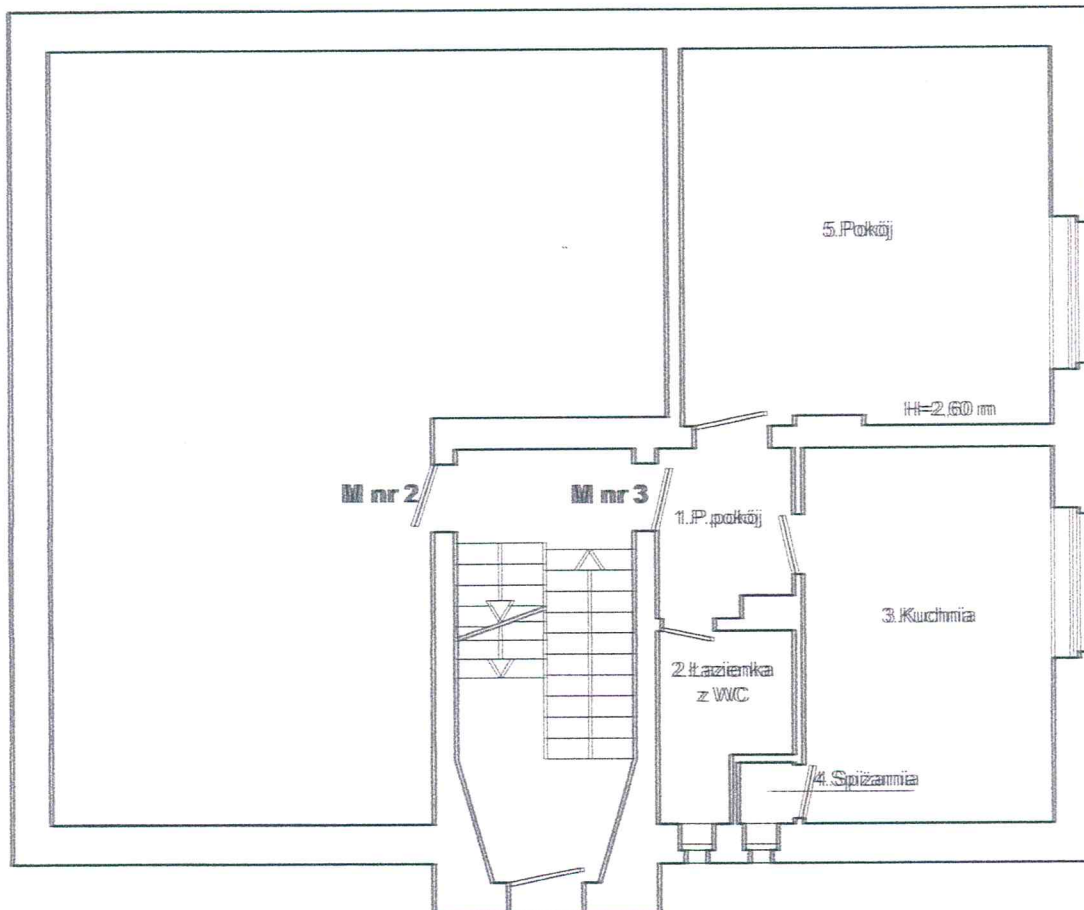 5.Pokój
H=2,60 m
M nr 2
M nr 3
1.P.pokój
3.Kuchnia
2.Łazienka
z WC
4.Spiżarnia